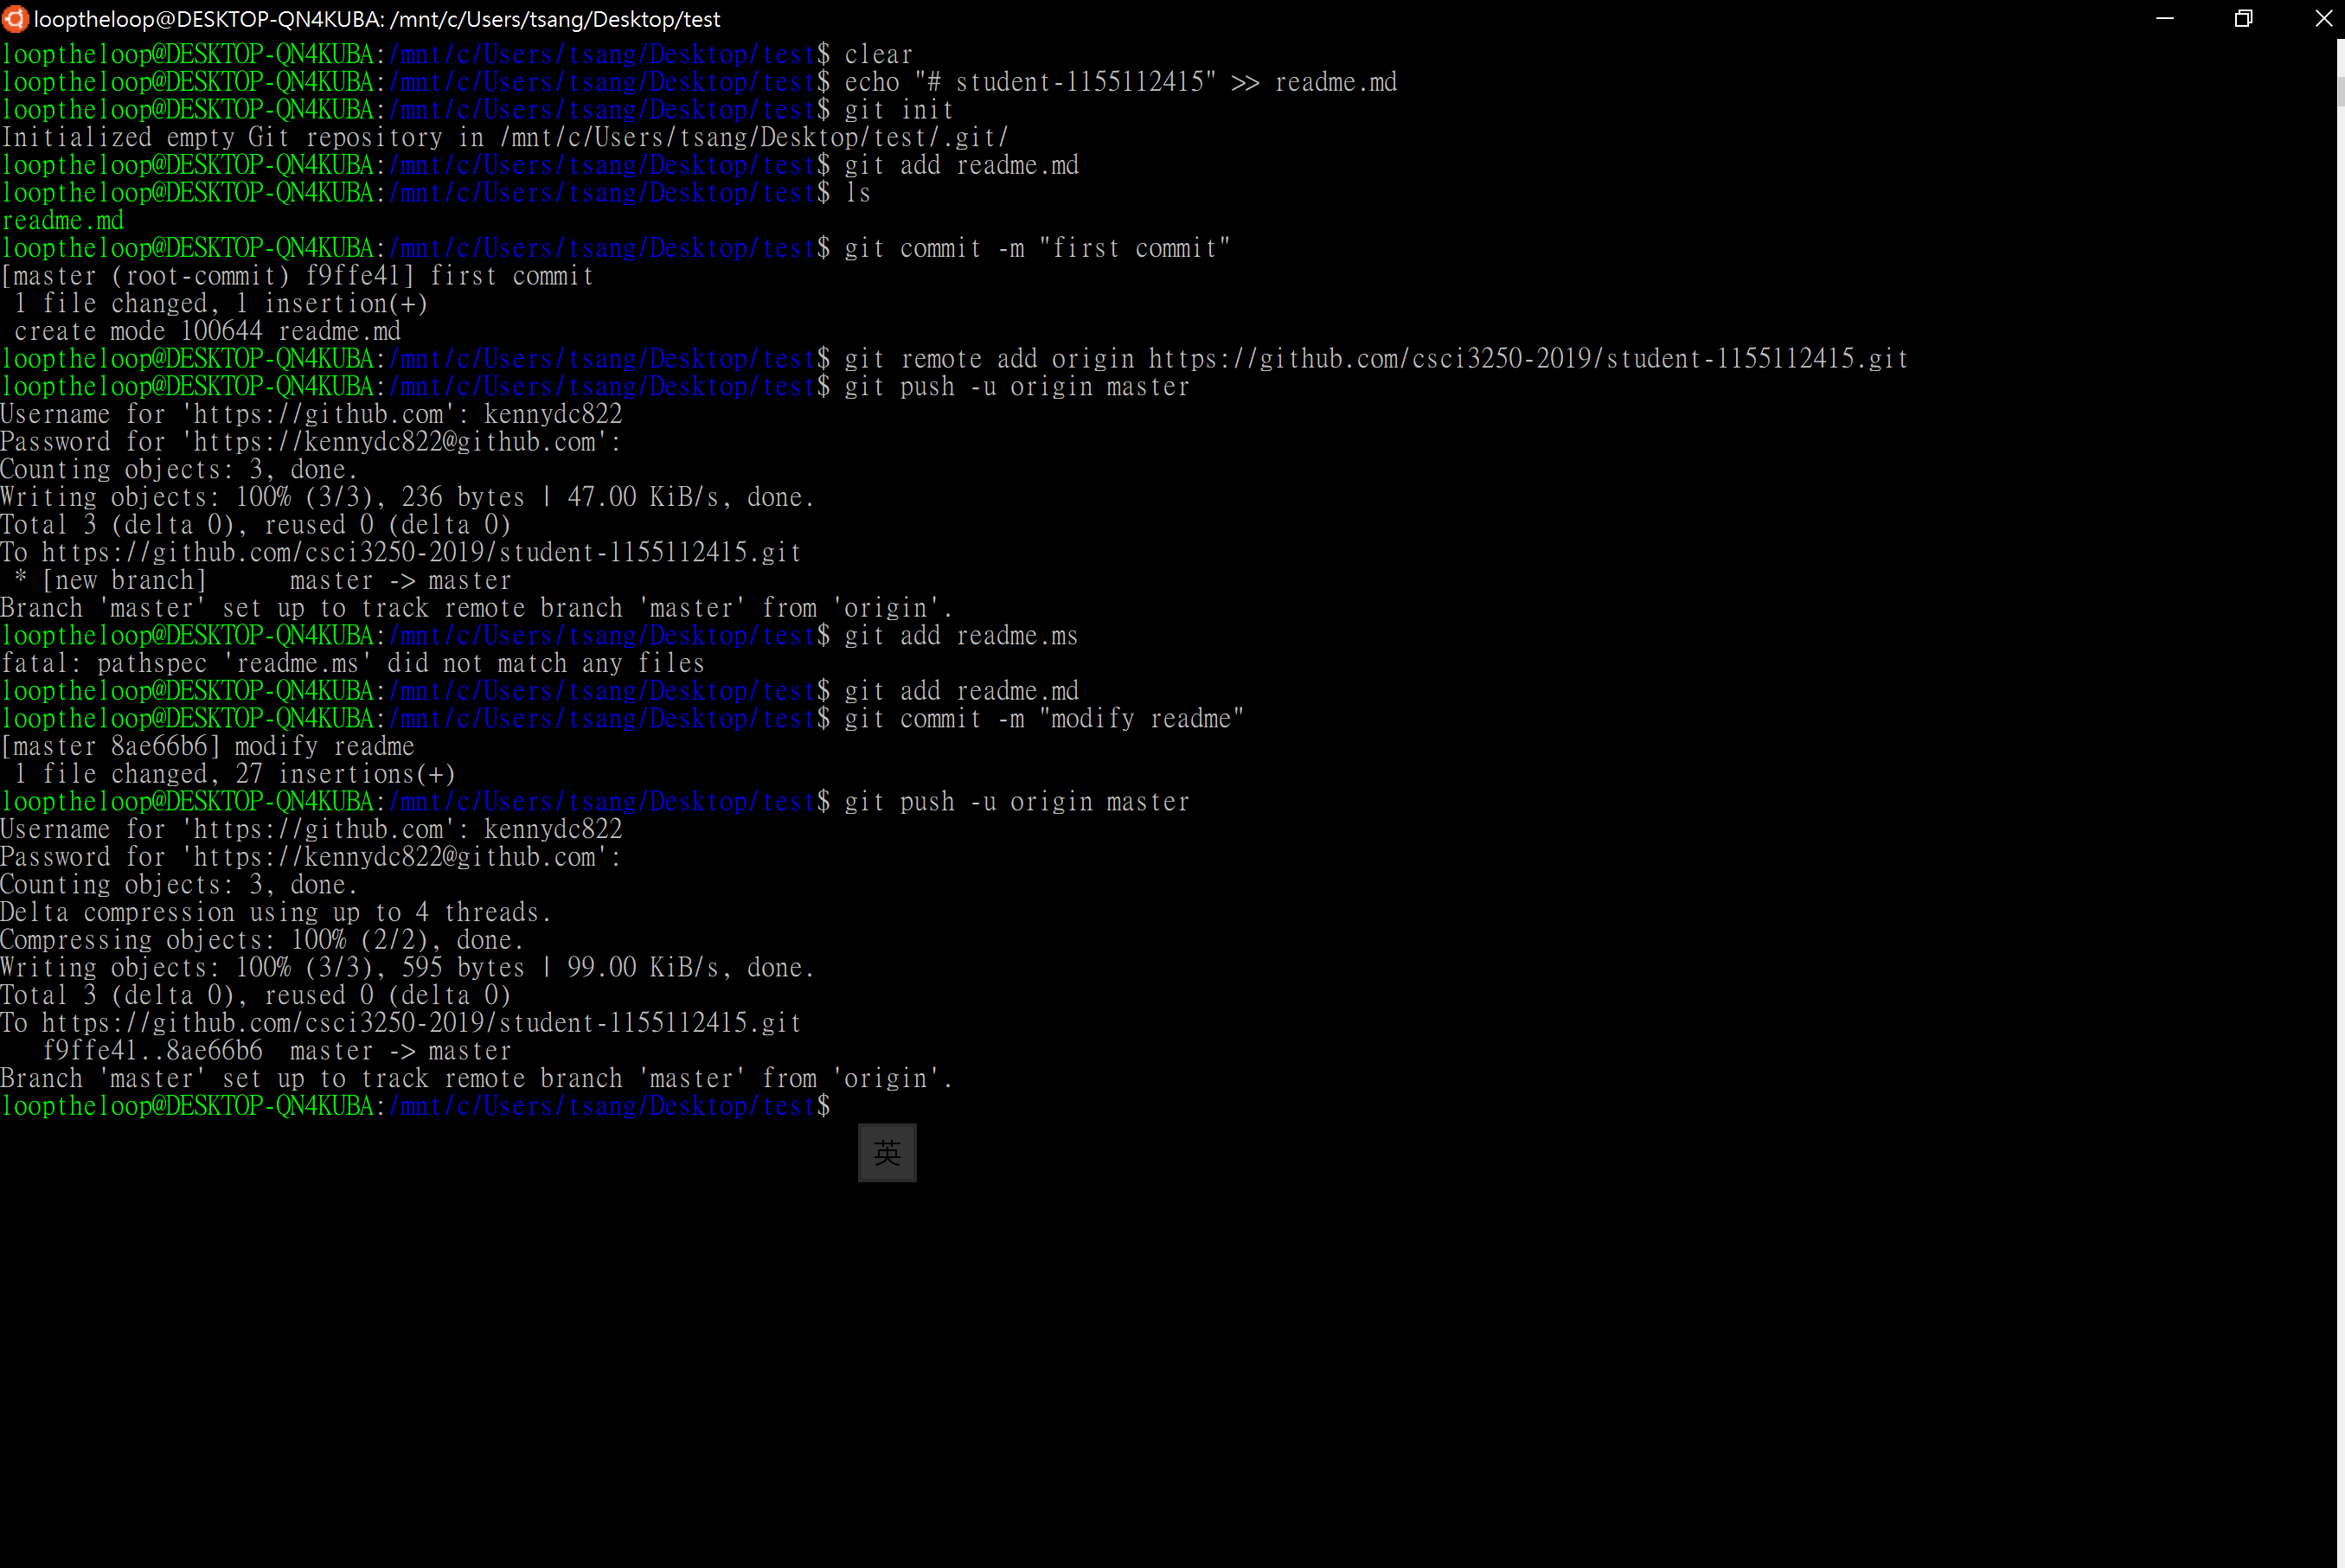 looptheloop@DESKTOP-QN4KUBA: /mnt/c/Users/tsang/Desktop/test
looptheloop@DESKTOP-QN4KUBA:/mnt/c/Users/tsang/Desktop/test$ clear
looptheloop@DESKTOP-QN4KUBA:/mnt/c/Users/tsang/Desktop/test$ echo "# student-1155112415" >> readme.md
looptheloop@DESKTOP-QN4KUBA:/mnt/c/Users/tsang/Desktop/test$ git init
Initialized empty Git repository in /mnt/c/Users/tsang/Desktop/test/.git/
looptheloop@DESKTOP-QN4KUBA:/mnt/c/Users/tsang/Desktop/test$ git add readme.md
looptheloop@DESKTOP-QN4KUBA:/mnt/c/Users/tsang/Desktop/test$ ls
readme.md
looptheloop@DESKTOP-QN4KUBA:/mnt/c/Users/tsang/Desktop/test$ git commit -m "first commit"
[master (root-commit) f9ffe41] first commit
 1 file changed, 1 insertion(+)
 create mode 100644 readme.md
looptheloop@DESKTOP-QN4KUBA:/mnt/c/Users/tsang/Desktop/test$ git remote add origin https://github.com/csci3250-2019/student-1155112415.git
looptheloop@DESKTOP-QN4KUBA:/mnt/c/Users/tsang/Desktop/test$ git push -u origin master
Username for 'https://github.com': kennydc822
Password for 'https://kennydc822@github.com':
Counting objects: 3, done.
Writing objects: 100% (3/3), 236 bytes | 47.00 KiB/s, done.
Total 3 (delta 0), reused 0 (delta 0)
To https://github.com/csci3250-2019/student-1155112415.git
 * [new branch]      master -> master
Branch 'master' set up to track remote branch 'master' from 'origin'.
looptheloop@DESKTOP-QN4KUBA:/mnt/c/Users/tsang/Desktop/test$ git add readme.ms
fatal: pathspec 'readme.ms' did not match any files
looptheloop@DESKTOP-QN4KUBA:/mnt/c/Users/tsang/Desktop/test$ git add readme.md
looptheloop@DESKTOP-QN4KUBA:/mnt/c/Users/tsang/Desktop/test$ git commit -m "modify readme"
[master 8ae66b6] modify readme
 1 file changed, 27 insertions(+)
looptheloop@DESKTOP-QN4KUBA:/mnt/c/Users/tsang/Desktop/test$ git push -u origin master
Username for 'https://github.com': kennydc822
Password for 'https://kennydc822@github.com':
Counting objects: 3, done.
Delta compression using up to 4 threads.
Compressing objects: 100% (2/2), done.
Writing objects: 100% (3/3), 595 bytes | 99.00 KiB/s, done.
Total 3 (delta 0), reused 0 (delta 0)
To https://github.com/csci3250-2019/student-1155112415.git
   f9ffe41..8ae66b6  master -> master
Branch 'master' set up to track remote branch 'master' from 'origin'.
looptheloop@DESKTOP-QN4KUBA:/mnt/c/Users/tsang/Desktop/test$
英